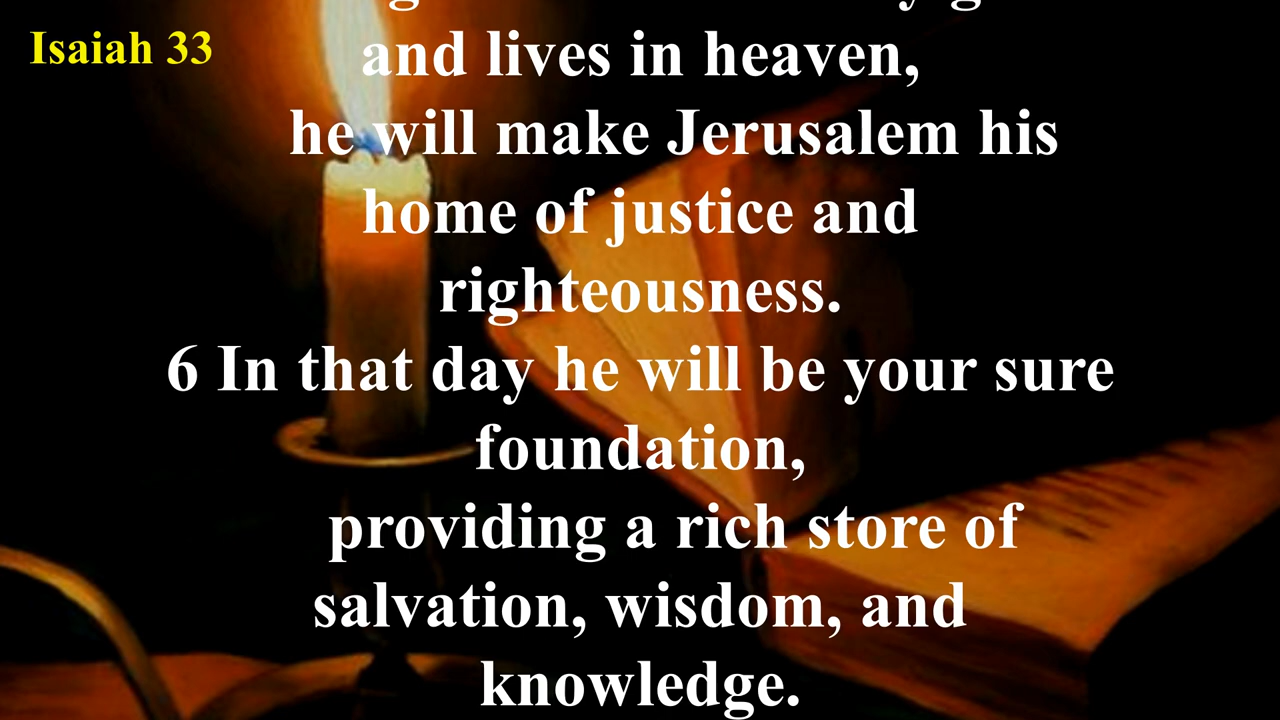 Isaiah 33
and lives in heaven,
he will make Jerusalem his
home of justice and
righteousness.
6 In that day he will be your sure
foundation,
providing a rich store of
salvation, wisdom, and
knowledge.